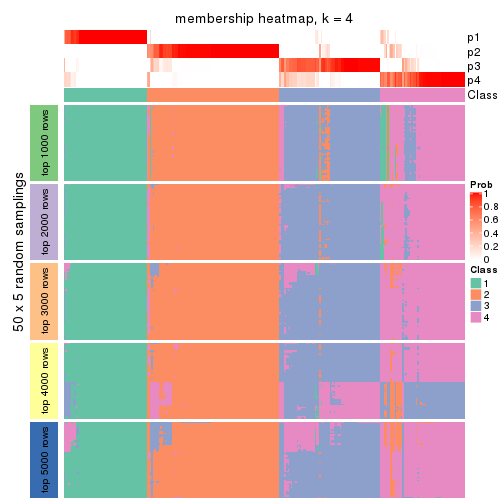 membership heatmap, k = 4
p1
p2
p3
p4
Class
50 x 5 random samplings
top 1000 rows
top 2000 rows
top 3000 rows
top 4000 rows
top 5000 rows
Prob
1
0.8
0.6
0.4
0.2
0
Class
1
2
3
4